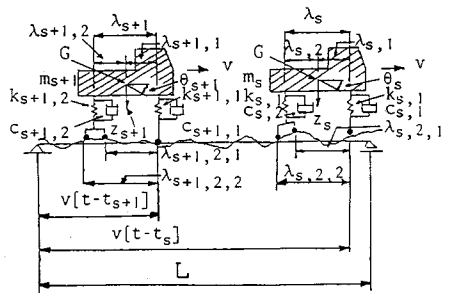 λs+1
λs+1,2
λs+1,1
G
v
ms+1
θs+1
ks+1,2
ks+1,1
cs+1,2
zs+1
cs+1,1
λs+1,2,1
λs+1,2,2
v[t-ts+1]
v[t-ts]
L
λs
λs,2
λs,1
G
v
ms
θs
ks,1
cs,2
ks,1
cs,1
zs
λs,2,1
λs,2,2